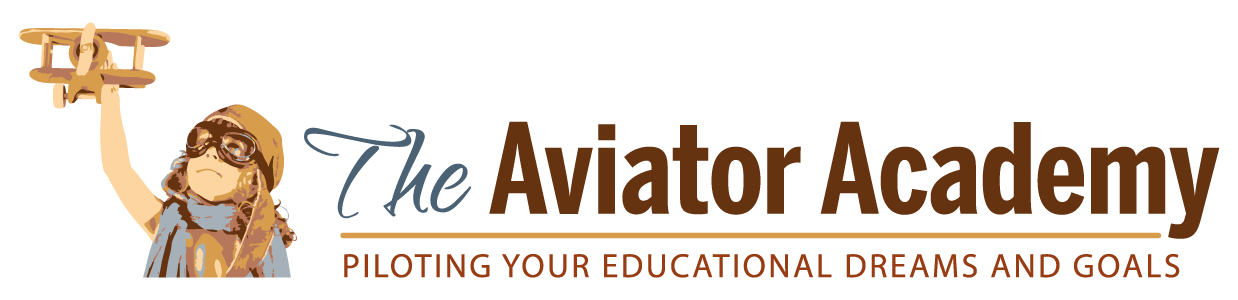 The Aviator Academy
PILOTING YOUR EDUCATIONAL DREAMS AND GOALS